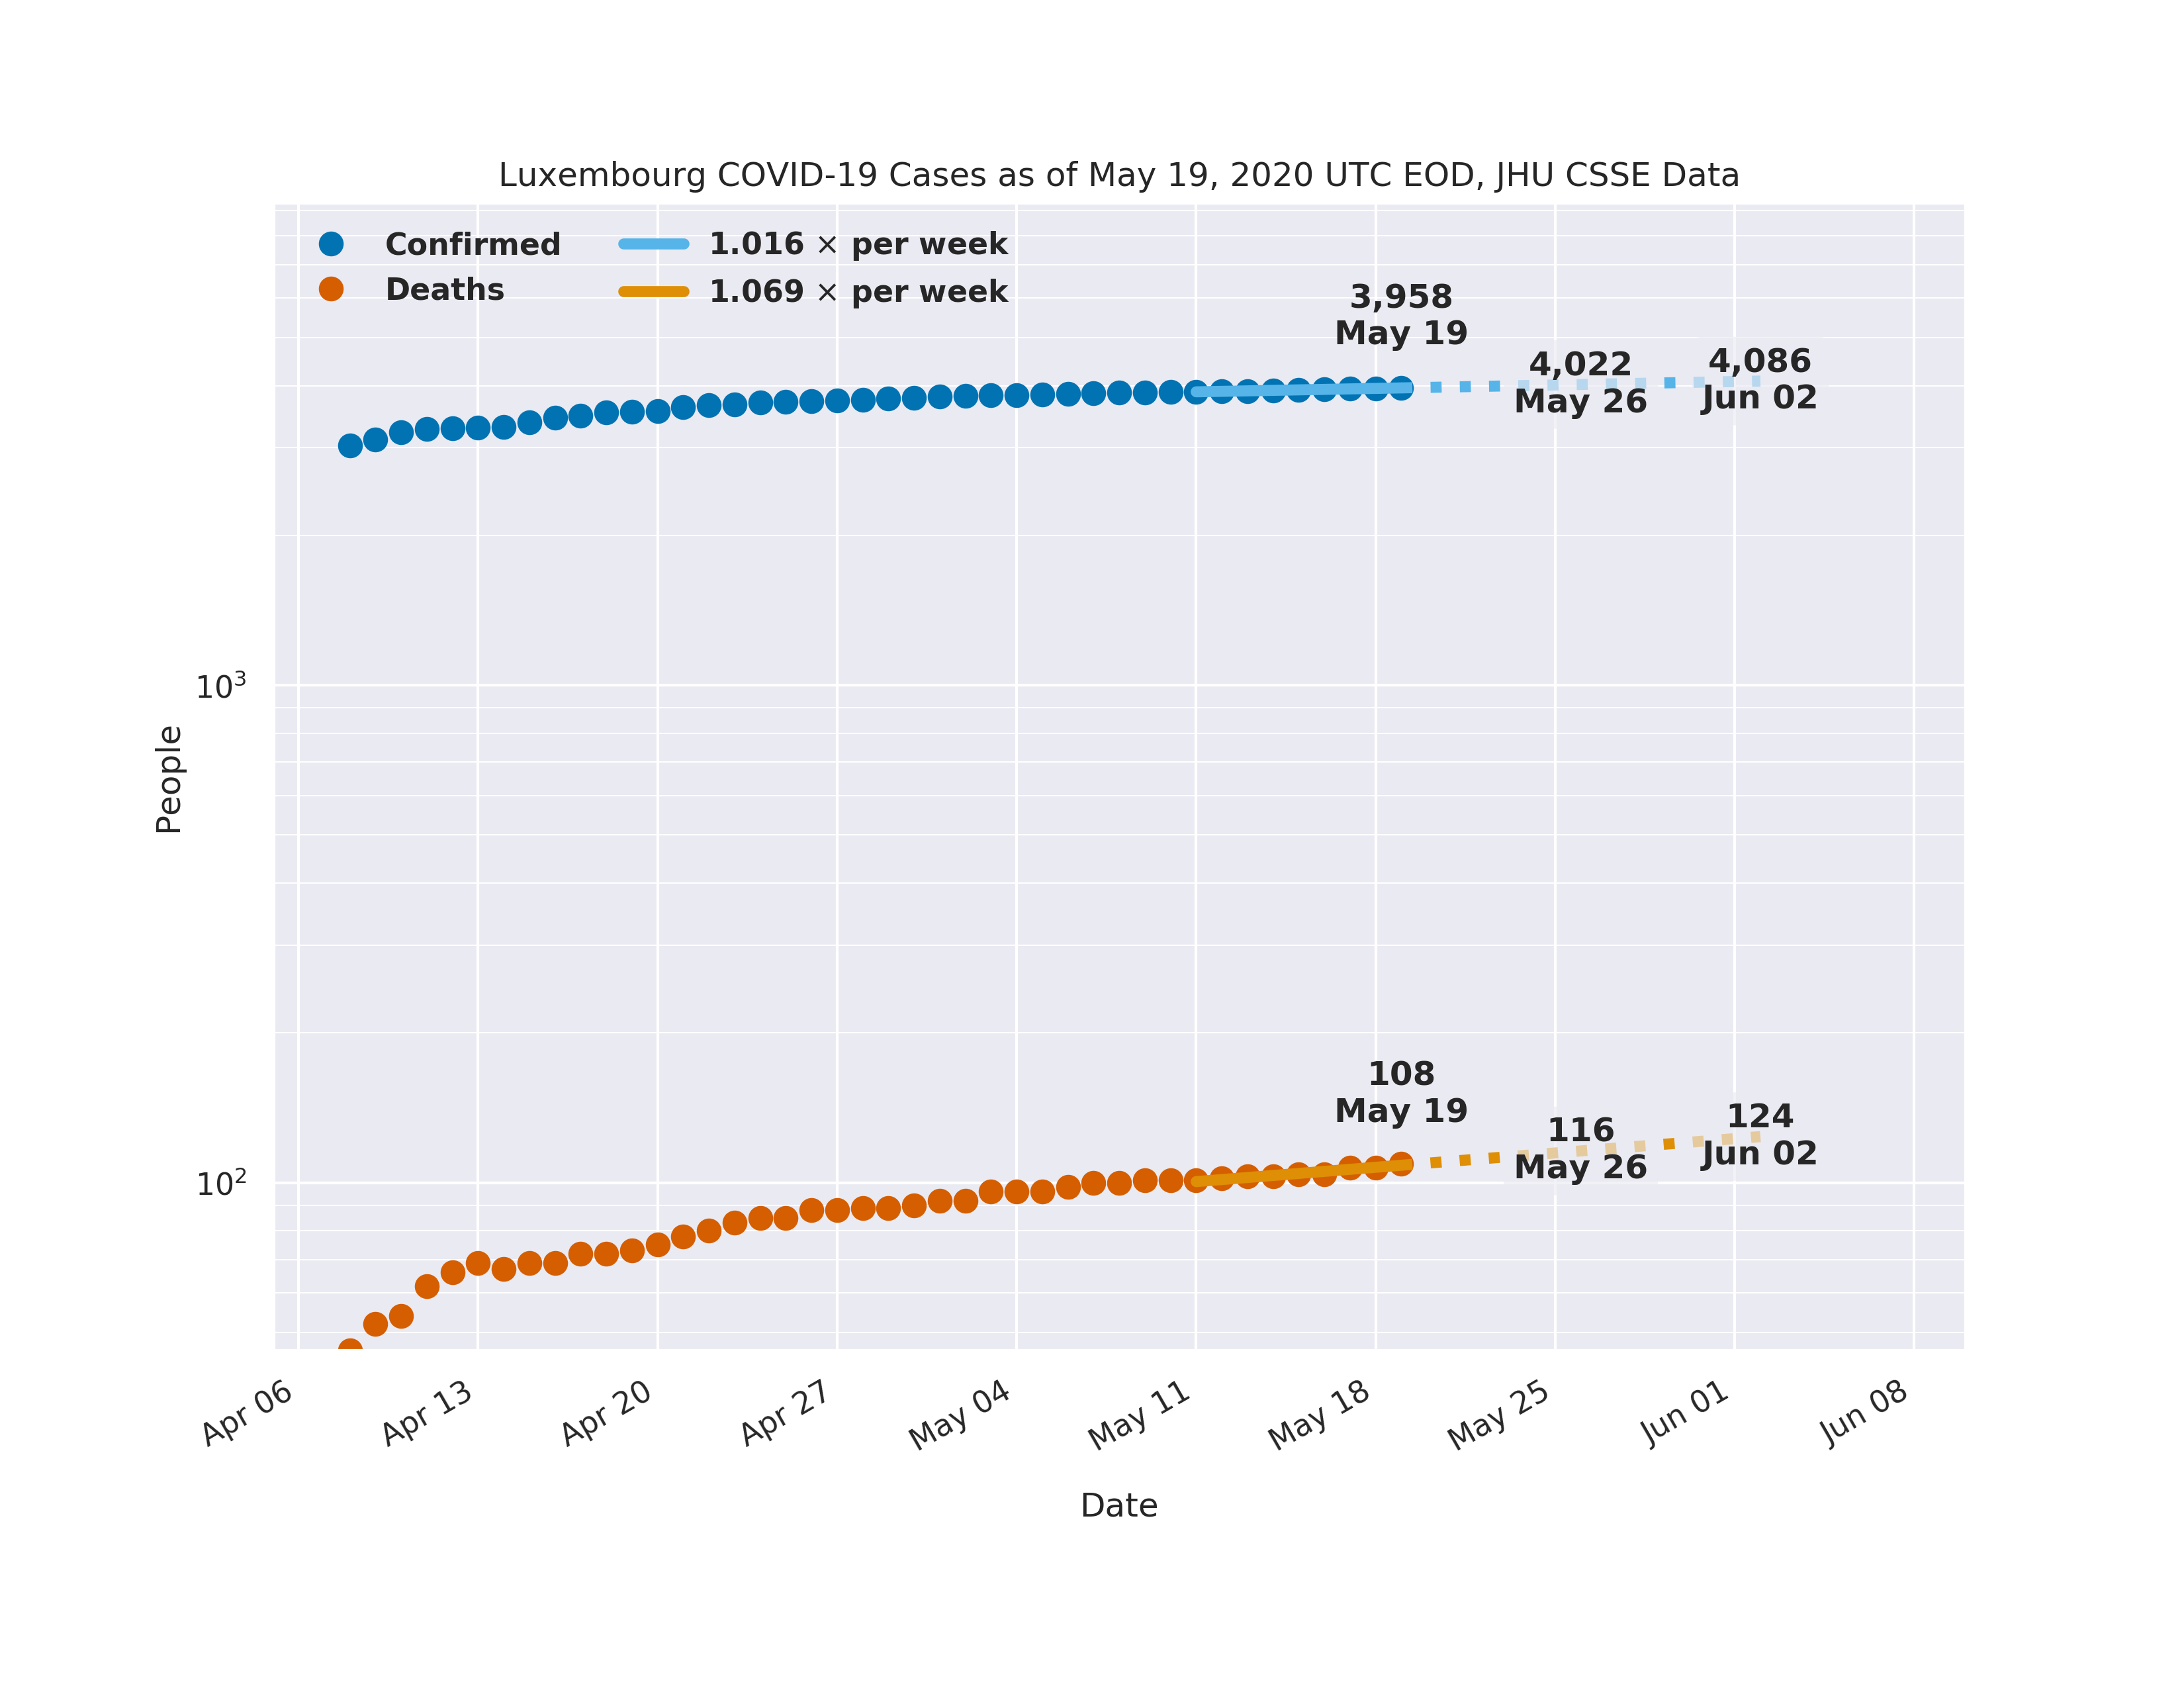 Luxembourg COVID-19 Cases as of May 19, 2020 UTC EOD, JHU CSSE Data
Confirmed
Deaths
1.016 × per week
1.069 × per week
3,958
May 19
4,022
May 26
4,086
Jun 02
10³
People
108
May 19
116
May 26
124
Jun 02
10²
Apr 06
Apr 13
Apr 20
Apr 27
May 04
May 11
May 18
May 25
Jun 01
Jun 08
Date